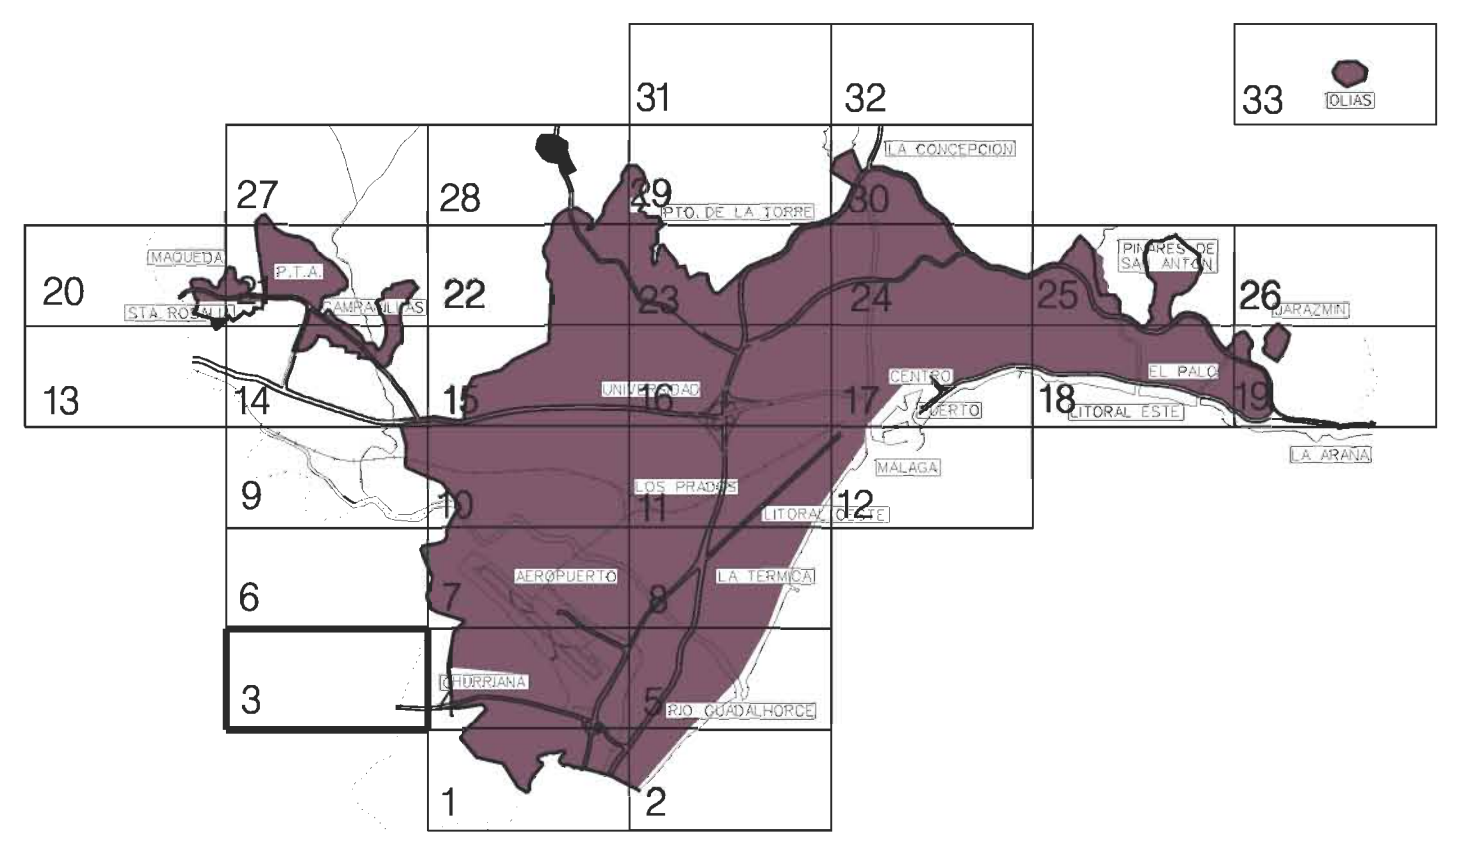 31
32
33
OLIAS
LA CONCEPCION
27
28
29
30
PTO. DE LA TORRE
MAQUEDA
P.T.A.
PINARES DE
SAN ANTON
20
21
22
23
24
25
26
STA. ROSALIA
CAMPANILLAS
JARAZMIN
13
14
15
UNIVERSIDAD
16
17
CENTRO
PUERTO
18
LITORAL ESTE
EL PALO
19
LA ARAÑA
MALAGA
9
10
LOS PRADOS
11
LITORAL OESTE
12
6
7
AEROPUERTO
8
LA TERMICA
3
CHURRIANA
4
5
RIO GUADALHORCE
1
2